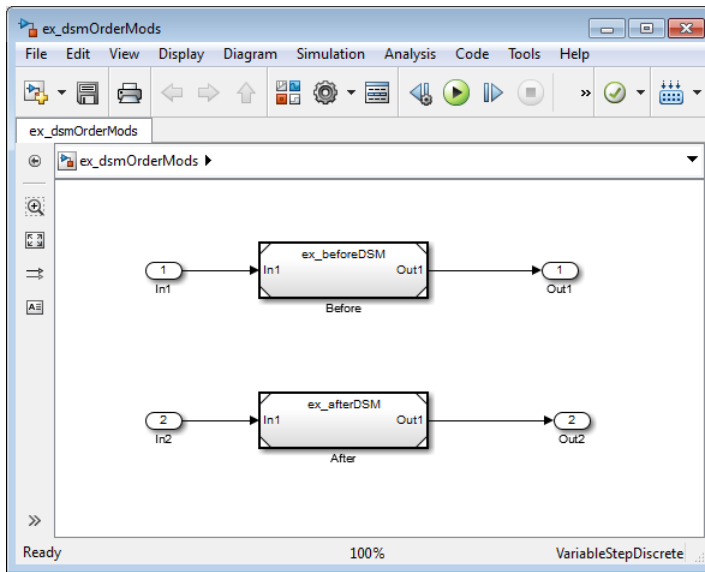 ex_dsmOrderMods
File Edit View Display Diagram Simulation Analysis Code Tools Help
»
ex_dsmOrderMods
ex_dsmOrderMods
ex_beforeDSM
1 In1 Out1 1
In1 Out1
Before
ex_afterDSM
2 In1 Out1 2
In2 Out2
After
»
Ready 100% VariableStepDiscrete